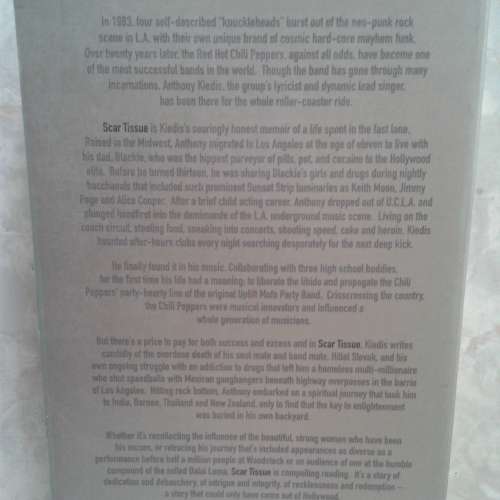 In 1983, four self-described "knuckleheads" burst out of the neo-punk rock
scene in L.A. with their own unique brand of cosmic hard-core mayhem funk.
Over twenty years later, the Red Hot Chili Peppers, against all odds, have become one
of the most successful bands in the world. Though the band has gone through many
incarnations, Anthony Kiedis, the group's lyricist and dynamic lead singer,
has been there for the whole roller-coaster ride.
Scar Tissue is Kiedis's searingly honest memoir of a life spent in the fast lane.
Raised in the Midwest, Anthony migrated to Los Angeles at the age of eleven to live with
his dad, Blackie, who was the hippest purveyor of pills, pot, and cocaine to the Hollywood
elite. Before he turned thirteen, he was sharing Blackie's girls and drugs during nightly
bacchanals that included such prominent Sunset Strip luminaries as Keith Moon, Jimmy
Page and Alice Cooper. After a brief child acting career, Anthony dropped out of U.C.L.A. and
plunged headfirst into the demimonde of the L.A. underground music scene. Living on the
couch circuit, stealing food, sneaking into concerts, shooting speed, coke and heroin, Kiedis
haunted after-hours clubs every night searching desperately for the next deep kick.
He finally found it in his music. Collaborating with three high school buddies,
for the first time his life had a meaning: to liberate the libido and propagate the Chili
Peppers' party-hearty line of the original Uplift Mofo Party Band. Crisscrossing the country,
the Chili Peppers were musical innovators and influenced a
whole generation of musicians.
But there's a price to pay for both success and excess and in Scar Tissue, Kiedis writes
candidly of the overdose death of his soul mate and band mate, Hillel Slovak, and his
own ongoing struggle with an addiction to drugs that left him a homeless multi-millionaire
who shot speedballs with Mexican gangbangers beneath highway overpasses in the barrio
of Los Angeles. Hitting rock bottom, Anthony embarked on a spiritual journey that took him
to India, Borneo, Thailand and New Zealand, only to find that the key to enlightenment
was buried in his own backyard.
Whether it's recollecting the influence of the beautiful, strong women who have been
his muses, or retracing his journey that's included appearances as diverse as a
performance before half a million people at Woodstock or an audience of one at the humble
compound of the exiled Dalai Lama, Scar Tissue is compelling reading. It's a story of
dedication and debauchery, of intrigue and integrity, of recklessness and redemption --
a story that could only have come out of Hollywood.